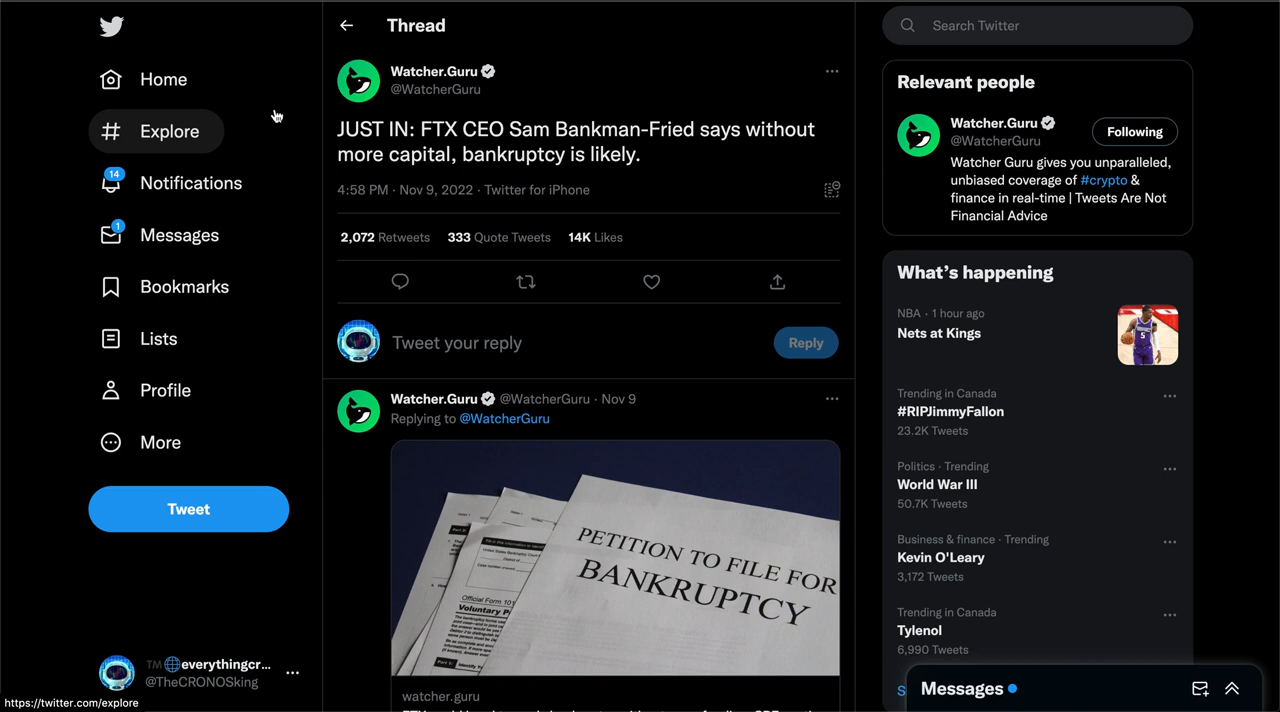 Home
Explore
14
Notifications
1
Messages
Bookmarks
Lists
Profile
More
Tweet
TM everythingcr...
@TheCRONOSking
https://twitter.com/explore
Thread
Watcher.Guru
@WatcherGuru
JUST IN: FTX CEO Sam Bankman-Fried says without
more capital, bankruptcy is likely.
4:58 PM · Nov 9, 2022 · Twitter for iPhone
2,072 Retweets 333 Quote Tweets 14K Likes
Tweet your reply
Reply
Watcher.Guru @WatcherGuru · Nov 9
Replying to @WatcherGuru
PETITION TO FILE FOR
BANKRUPTCY
Official Form 101
Voluntary P
watcher.guru
Search Twitter
Relevant people
Watcher.Guru
@WatcherGuru
Following
Watcher Guru gives you unparalleled,
unbiased coverage of #crypto &
finance in real-time | Tweets Are Not
Financial Advice
What's happening
NBA · 1 hour ago
Nets at Kings
Trending in Canada
#RIPJimmyFallon
23.2K Tweets
Politics · Trending
World War III
50.7K Tweets
Business & finance · Trending
Kevin O'Leary
3,172 Tweets
Trending in Canada
Tylenol
6,990 Tweets
S
Messages